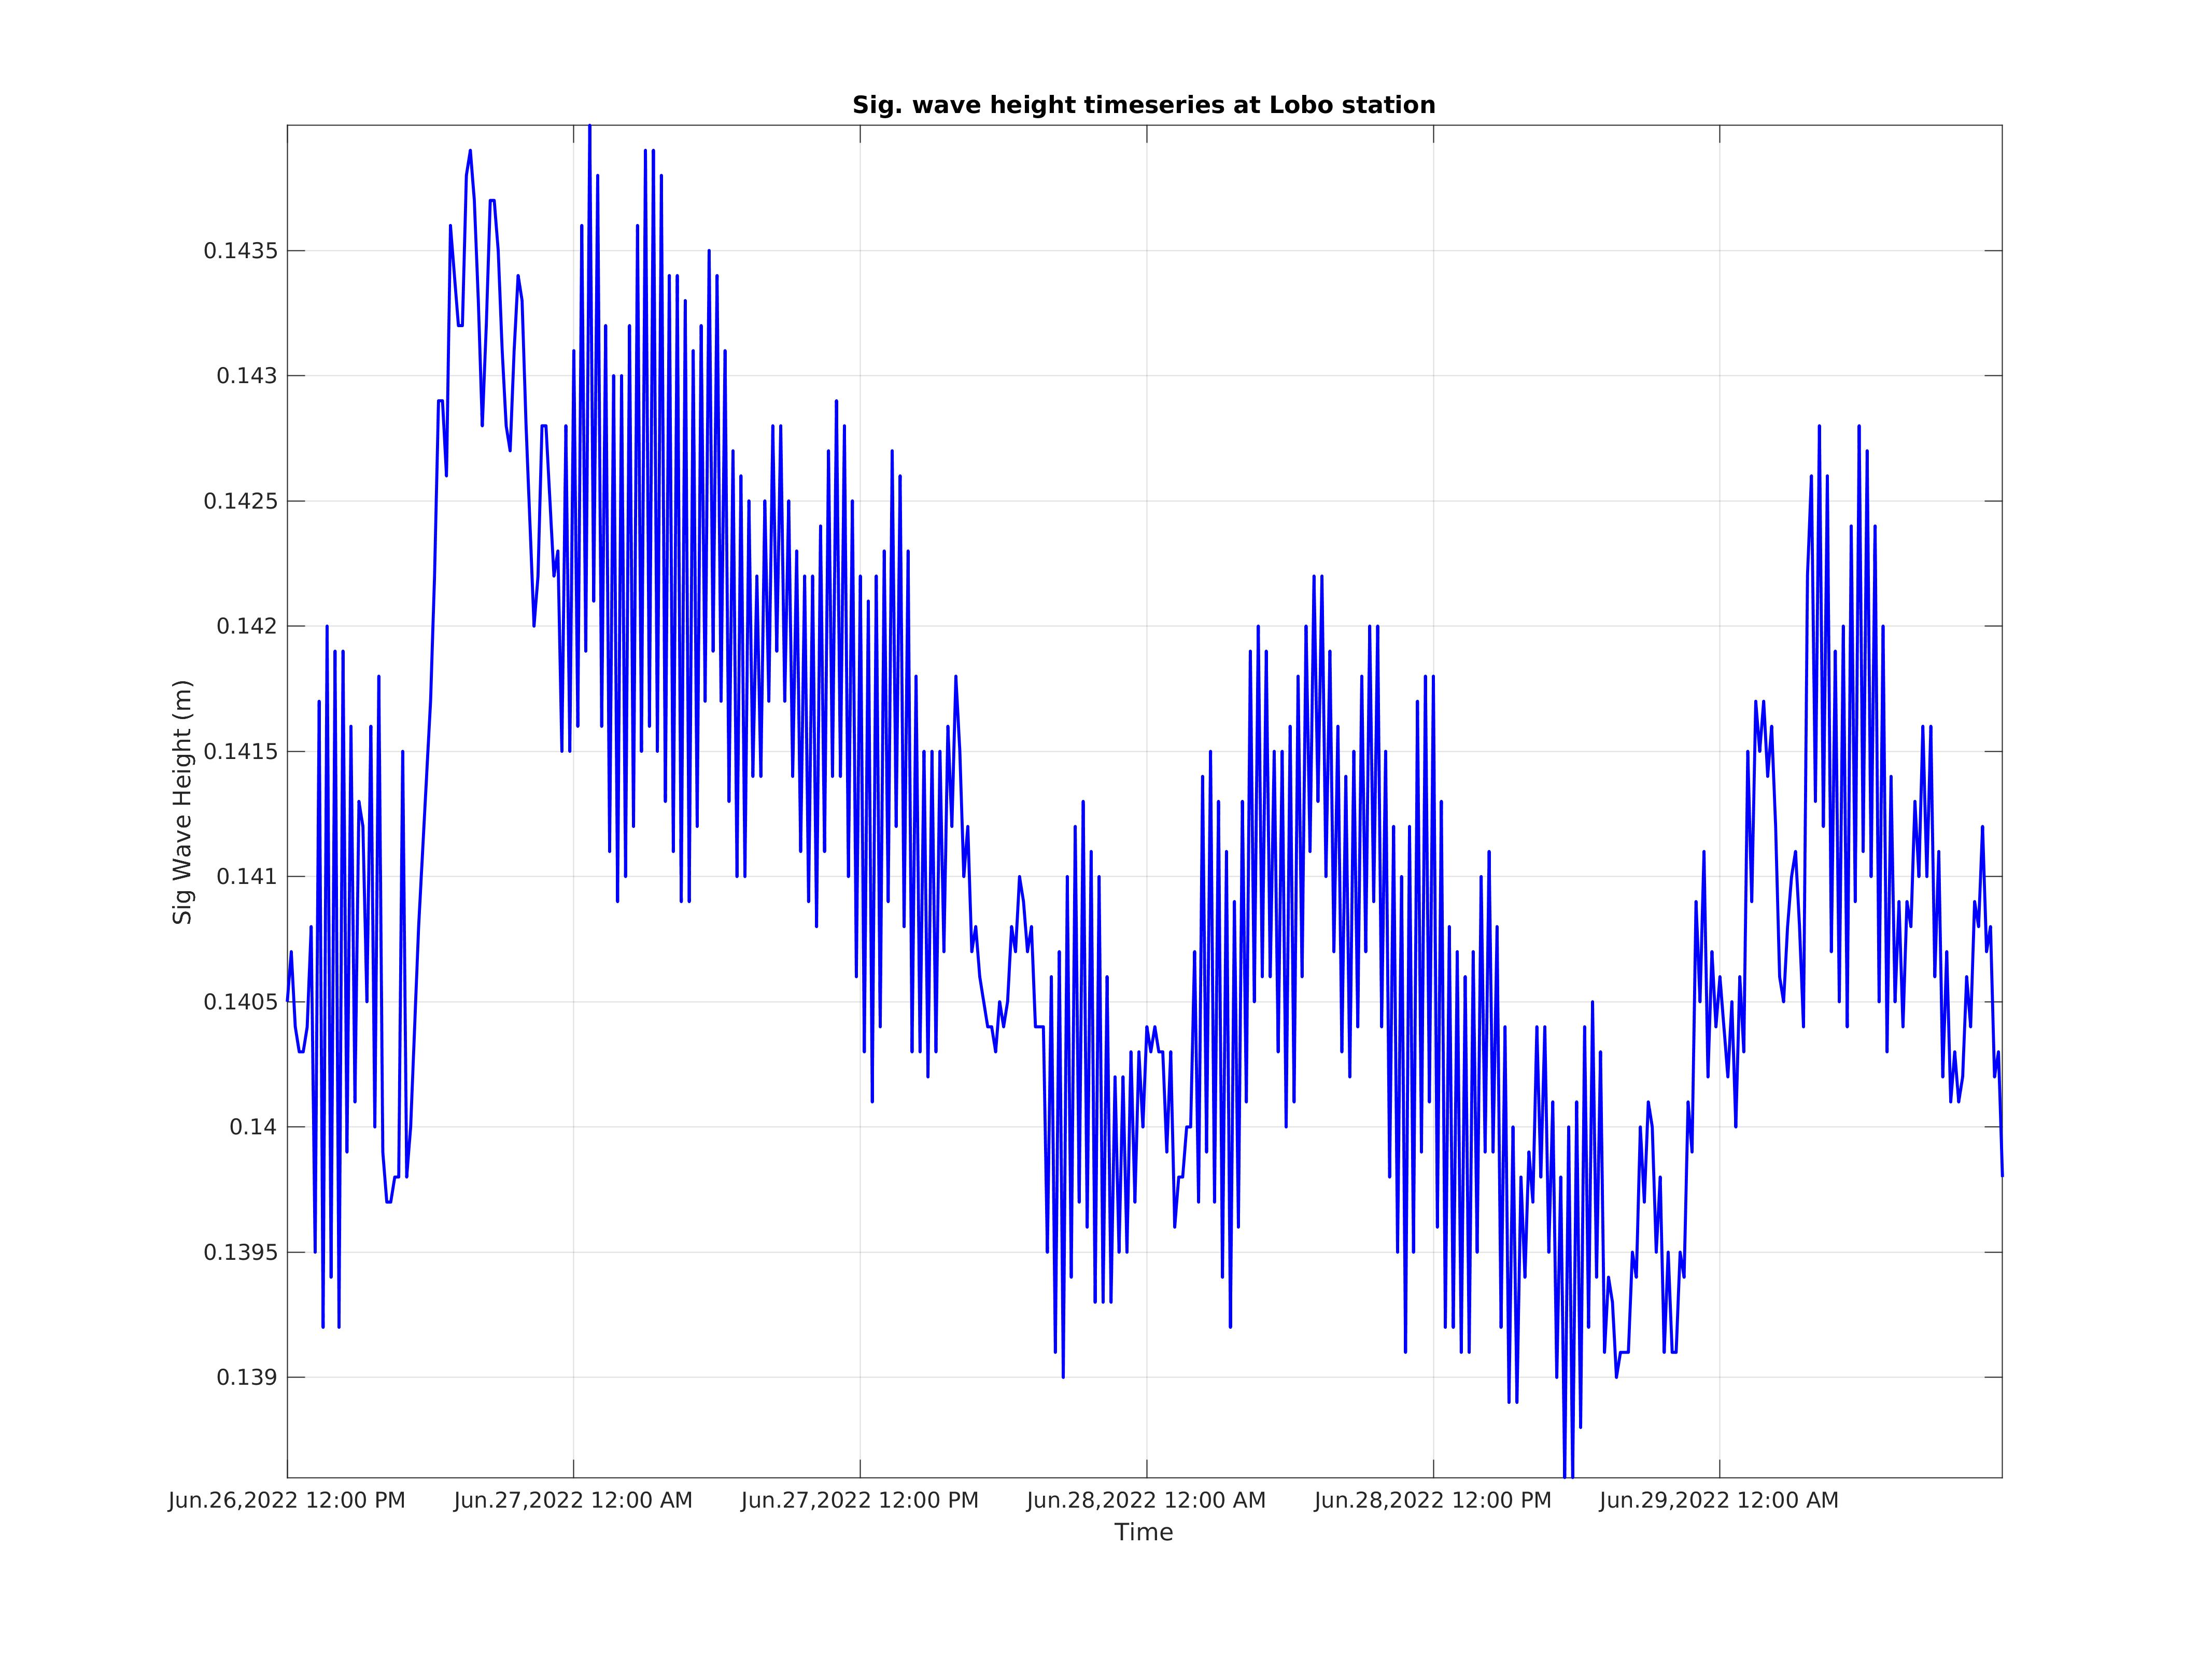 Sig. wave height timeseries at Lobo station
0.1435
0.143
0.1425
0.142
0.1415
0.141
0.1405
0.14
0.1395
0.139
Sig Wave Height (m)
Jun.26,2022 12:00 PM Jun.27,2022 12:00 AM Jun.27,2022 12:00 PM Jun.28,2022 12:00 AM Jun.28,2022 12:00 PM Jun.29,2022 12:00 AM
Time